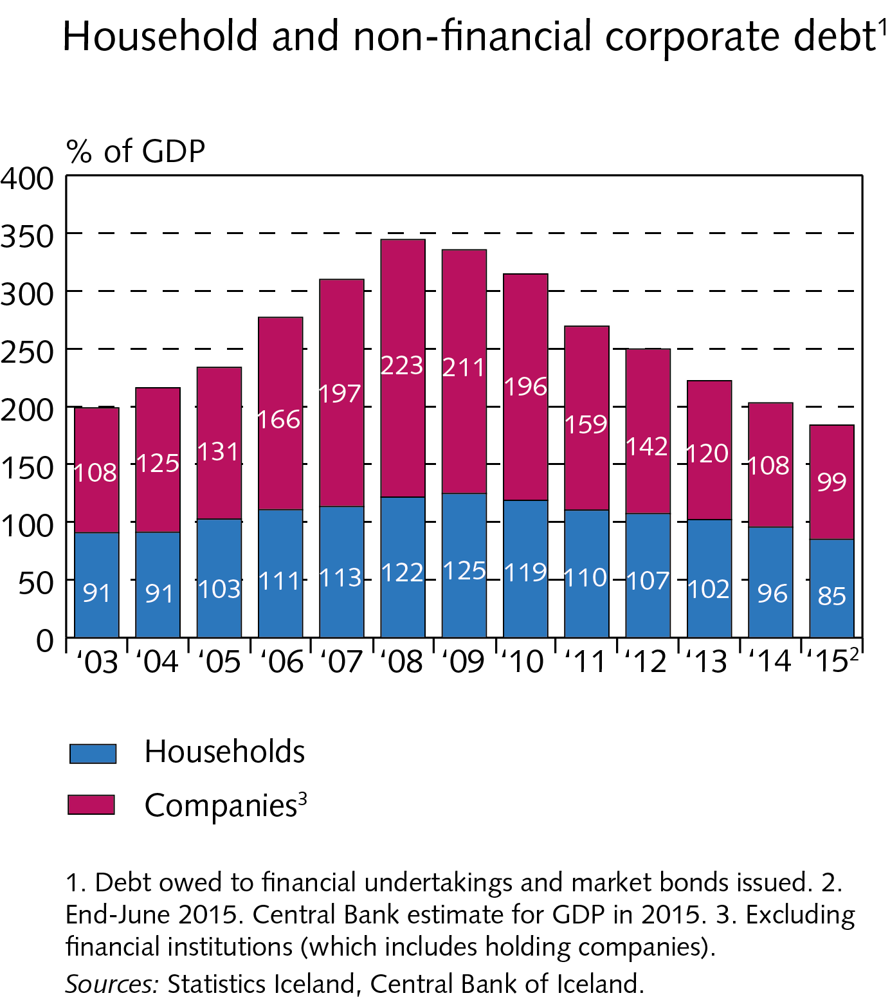 Household and non-financial corporate debt1
% of GDP
400
350
300
250
200
150
100
50
0
108 125 131 166 197 223 211 196 159 142 120 108 99
91 91 103 111 113 122 125 119 110 107 102 96 85
‘03 ‘04 ‘05 ‘06 ‘07 ‘08 ‘09 ‘10 ‘11 ‘12 ‘13 ‘14 ‘152
Households
Companies3
1. Debt owed to financial undertakings and market bonds issued. 2.
End-June 2015. Central Bank estimate for GDP in 2015. 3. Excluding
financial institutions (which includes holding companies).
Sources: Statistics Iceland, Central Bank of Iceland.